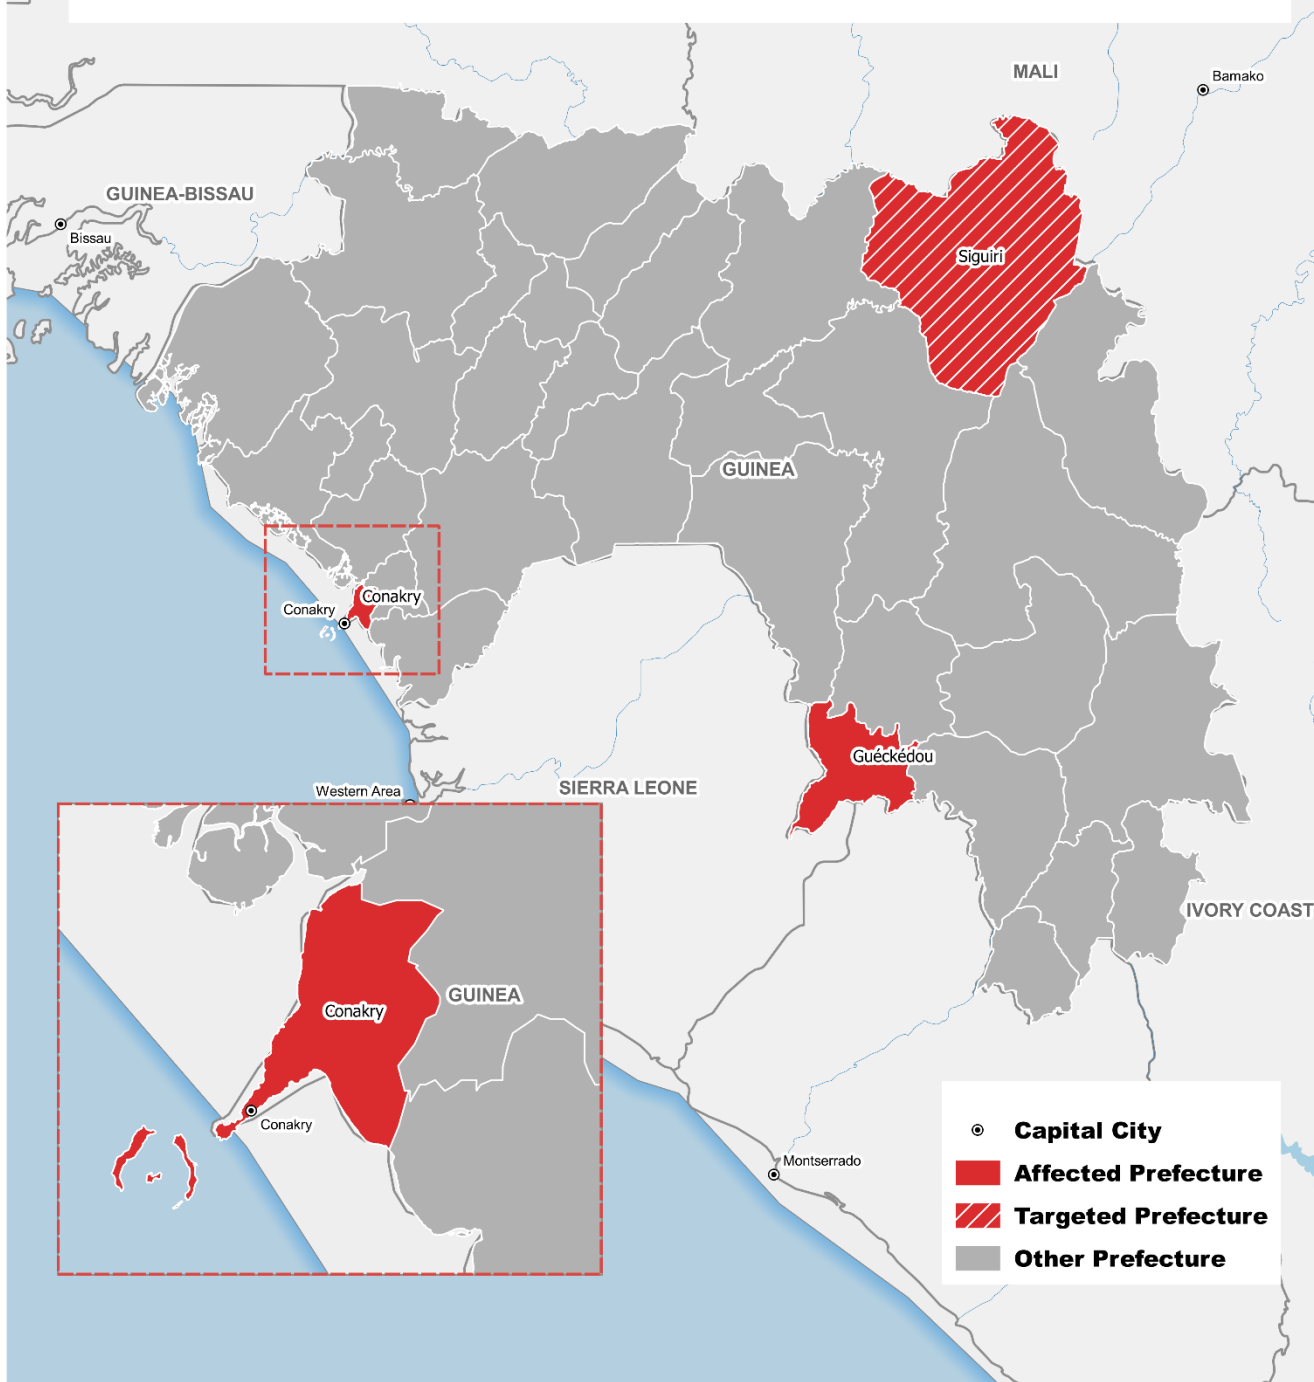 MALI
Bamako
GUINEA-BISSAU
Bissau
Siguiri
GUINEA
Conakry
Conakry
Guéckédou
SIERRA LEONE
Western Area
IVORY COAST
GUINEA
Conakry
Conakry
Montserrado
Capital City
Affected Prefecture
Targeted Prefecture
Other Prefecture